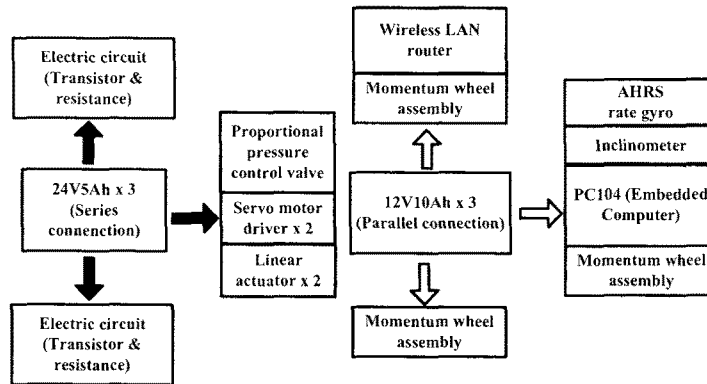 Electric circuit
(Transistor &
resistance)
24V5Ah x 3
(Series
connenction)
Electric circuit
(Transistor &
resistance)
Proportional
pressure
control valve
Servo motor
driver x 2
Linear
actuator x 2
Wireless LAN
router
Momentum wheel
assembly
12V10Ah x 3
(Parallel connection)
Momentum wheel
assembly
AHRS
rate gyro
Inclinometer
PC104 (Embedded
Computer)
Momentum wheel
assembly